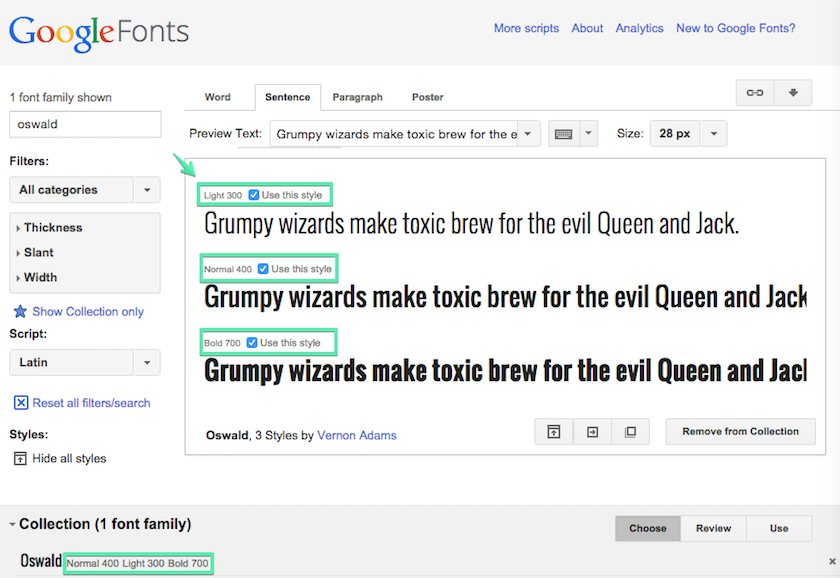 Google Fonts
More scripts About Analytics New to Google Fonts?
1 font family shown
oswald
Filters:
All categories
Thickness
Slant
Width
Show Collection only
Script:
Latin
Reset all filters/search
Styles:
Hide all styles
Word Sentence Paragraph Poster
Preview Text: Grumpy wizards make toxic brew for the e Size: 28 px
Light 300 Use this style
Grumpy wizards make toxic brew for the evil Queen and Jack.
Normal 400 Use this style
Grumpy wizards make toxic brew for the evil Queen and Jack
Bold 700 Use this style
Grumpy wizards make toxic brew for the evil Queen and Jac
Oswald, 3 Styles by Vernon Adams
Remove from Collection
Collection (1 font family)
Choose Review Use
Oswald Normal 400 Light 300 Bold 700